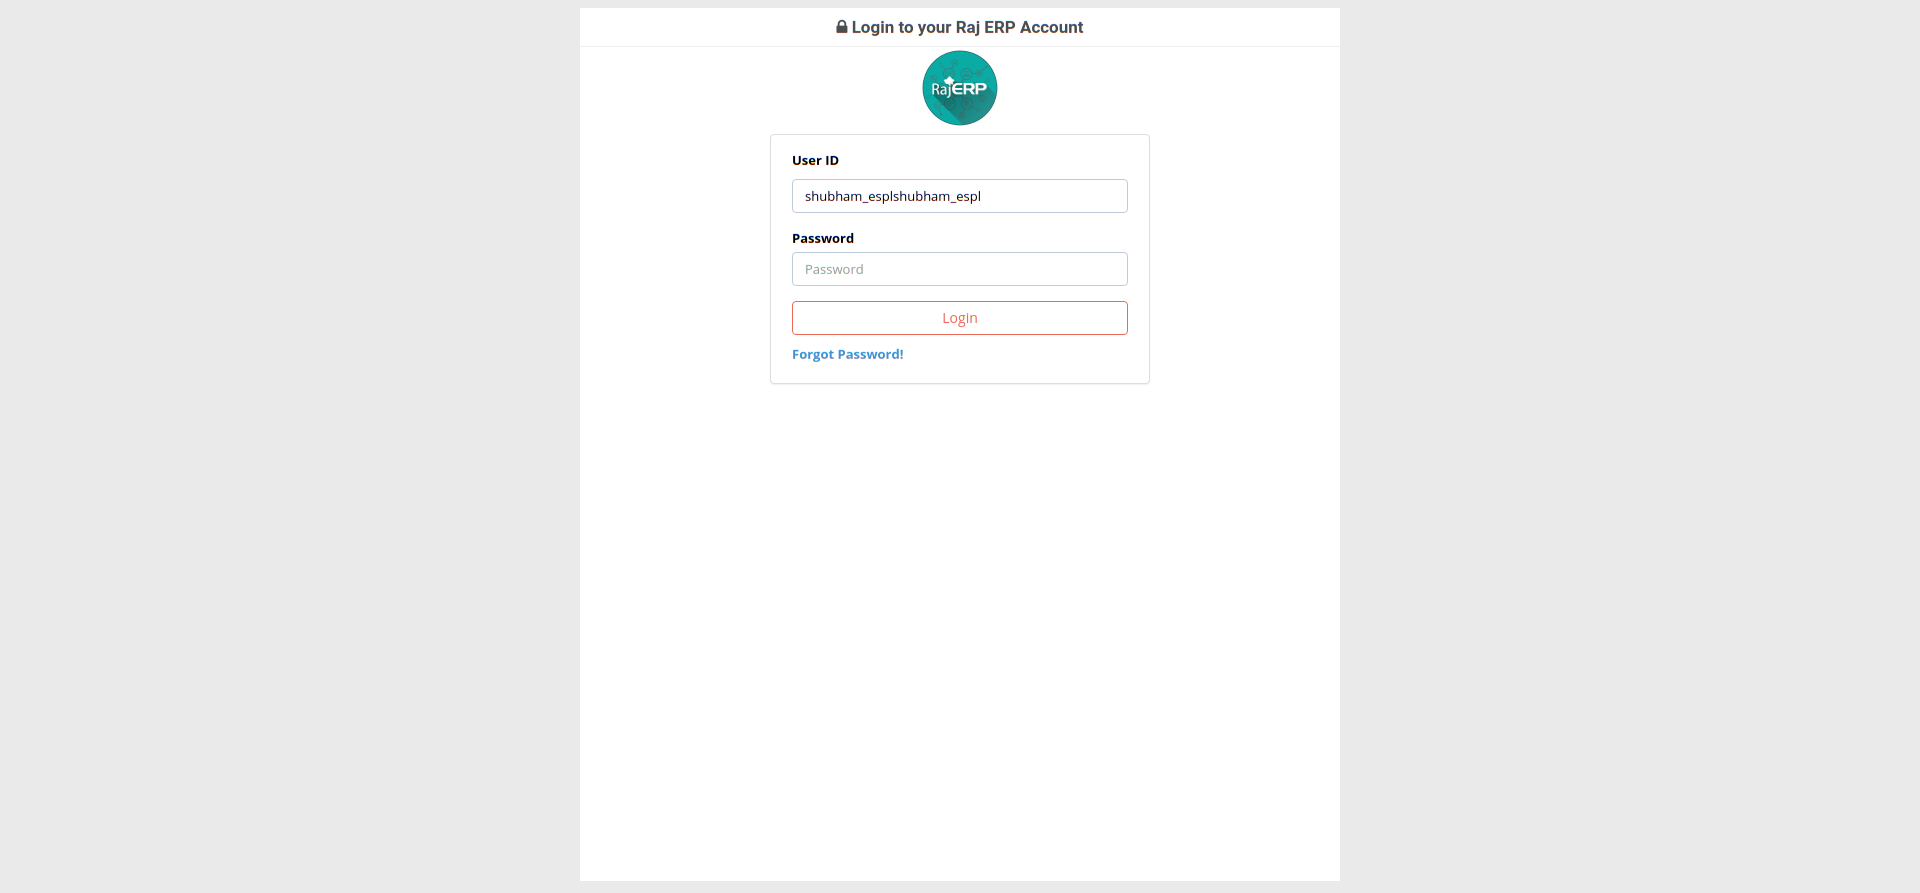 Login to your Raj ERP Account
RajERP
User ID
shubham_esplshubham_espl
Password
Password
Login
Forgot Password!